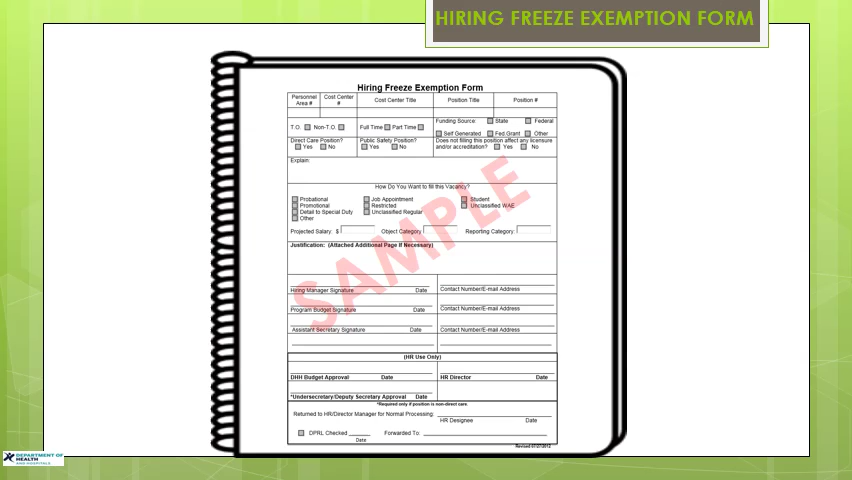 HIRING FREEZE EXEMPTION FORM
Hiring Freeze Exemption Form
Personnel Area # Cost Center # Cost Center Title Position Title Position #
T.O. Non-T.O. Full Time Part Time Funding Source: State Federal
Self Generated Fed.Grant Other
Direct Care Position? Public Safety Position? Does not filling this position affect any licensure
Yes No Yes No and/or accreditation? Yes No
Explain:
How Do You Want to fill this Vacancy?
Probational Job Appointment Student
Promotional Restricted Unclassified WAE
Detail to Special Duty Unclassified Regular
Other
Projected Salary: $ Object Category Reporting Category:
Justification: (Attached Additional Page If Necessary)
SAMPLE
Hiring Manager Signature Date Contact Number/E-mail Address
Program Budget Signature Date Contact Number/E-mail Address
Assistant Secretary Signature Date Contact Number/E-mail Address
(HR Use Only)
DHH Budget Approval Date HR Director Date
*Undersecretary/Deputy Secretary Approval Date
*Required only if position is non-direct care.
Returned to HR/Director Manager for Normal Processing:
HR Designee Date
DPRL Checked Forwarded To:
Date
Revised 01/27/2012
DEPARTMENT OF
HEALTH
AND HOSPITALS